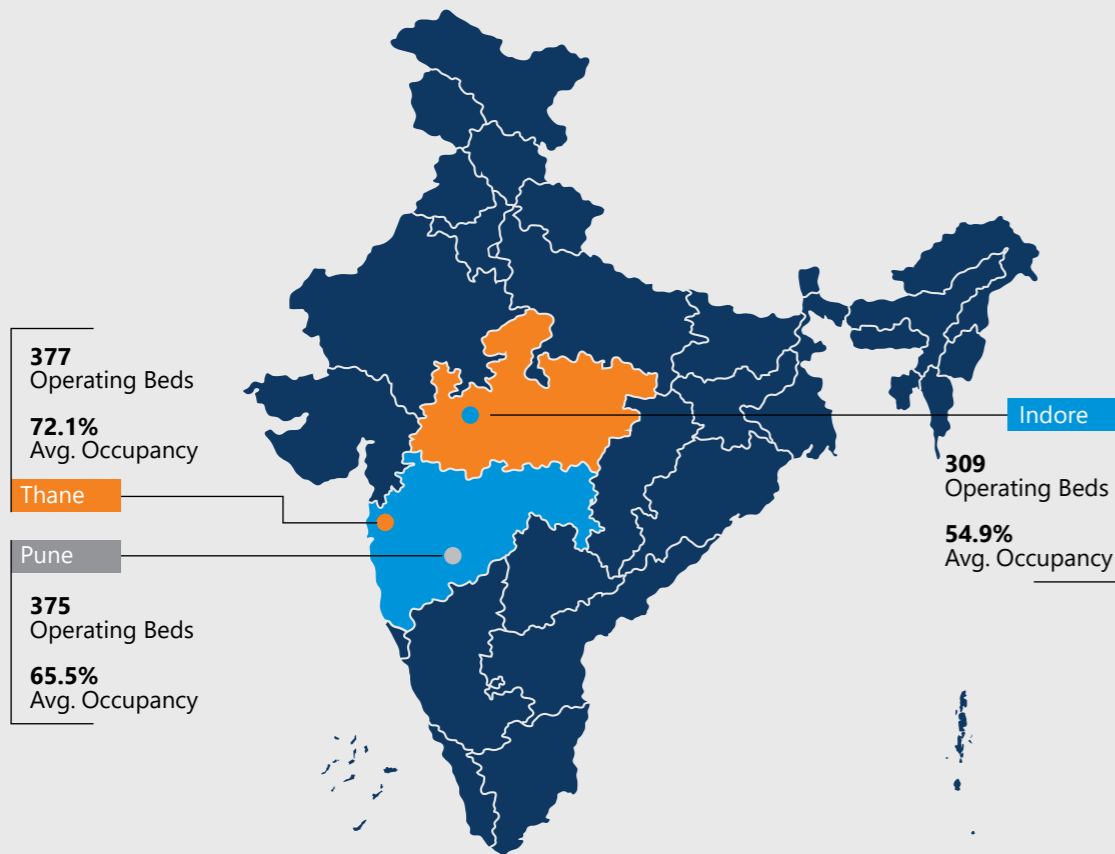 377
Operating Beds
72.1%
Avg. Occupancy
Thane
Pune
375
Operating Beds
65.5%
Avg. Occupancy
Indore
309
Operating Beds
54.9%
Avg. Occupancy